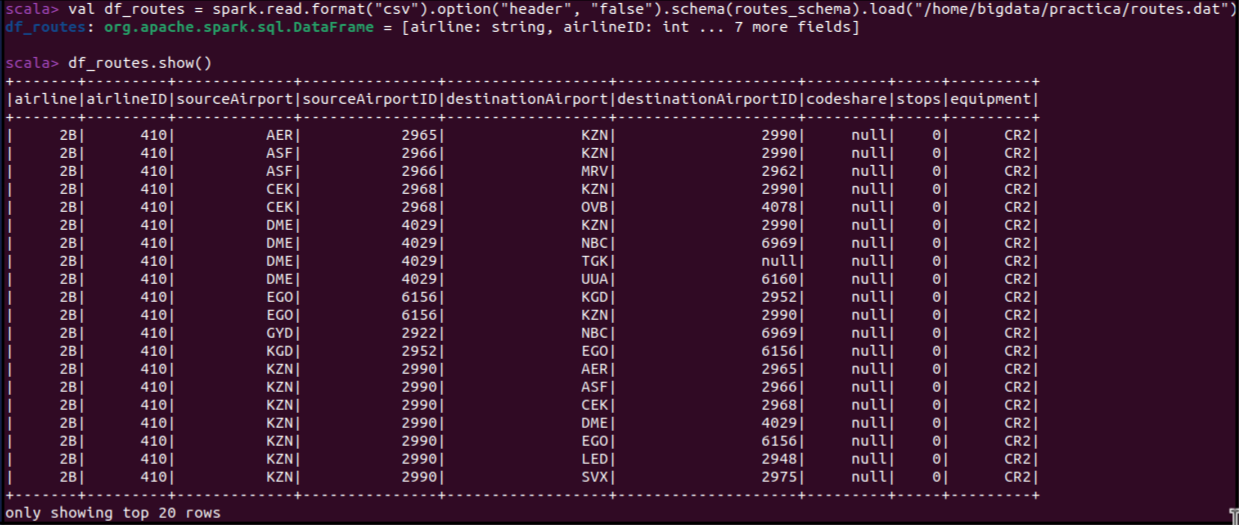 scala> val df_routes = spark.read.format("csv").option("header", "false").schema(routes_schema).load("/home/bigdata/practica/routes.dat")
df_routes: org.apache.spark.sql.DataFrame = [airline: string, airlineID: int ... 7 more fields]
scala> df_routes.show()
+-------+---------+-------------+---------------+------------------+--------------------+---------+-----+---------+
|airline|airlineID|sourceAirport|sourceAirportID|destinationAirport|destinationAirportID|codeshare|stops|equipment|
+-------+---------+-------------+---------------+------------------+--------------------+---------+-----+---------+
|     2B|      410|          AER|           2965|               KZN|                2990|     null|    0|      CR2|
|     2B|      410|          ASF|           2966|               KZN|                2990|     null|    0|      CR2|
|     2B|      410|          ASF|           2966|               MRV|                2962|     null|    0|      CR2|
|     2B|      410|          CEK|           2968|               KZN|                2990|     null|    0|      CR2|
|     2B|      410|          CEK|           2968|               OVB|                4078|     null|    0|      CR2|
|     2B|      410|          DME|           4029|               KZN|                2990|     null|    0|      CR2|
|     2B|      410|          DME|           4029|               NBC|                6969|     null|    0|      CR2|
|     2B|      410|          DME|           4029|               TGK|                null|     null|    0|      CR2|
|     2B|      410|          DME|           4029|               UUA|                6160|     null|    0|      CR2|
|     2B|      410|          EGO|           6156|               KGD|                2952|     null|    0|      CR2|
|     2B|      410|          EGO|           6156|               KZN|                2990|     null|    0|      CR2|
|     2B|      410|          GYD|           2922|               NBC|                6969|     null|    0|      CR2|
|     2B|      410|          KGD|           2952|               EGO|                6156|     null|    0|      CR2|
|     2B|      410|          KZN|           2990|               AER|                2965|     null|    0|      CR2|
|     2B|      410|          KZN|           2990|               ASF|                2966|     null|    0|      CR2|
|     2B|      410|          KZN|           2990|               CEK|                2968|     null|    0|      CR2|
|     2B|      410|          KZN|           2990|               DME|                4029|     null|    0|      CR2|
|     2B|      410|          KZN|           2990|               EGO|                6156|     null|    0|      CR2|
|     2B|      410|          KZN|           2990|               LED|                2948|     null|    0|      CR2|
|     2B|      410|          KZN|           2990|               SVX|                2975|     null|    0|      CR2|
+-------+---------+-------------+---------------+------------------+--------------------+---------+-----+---------+
only showing top 20 rows